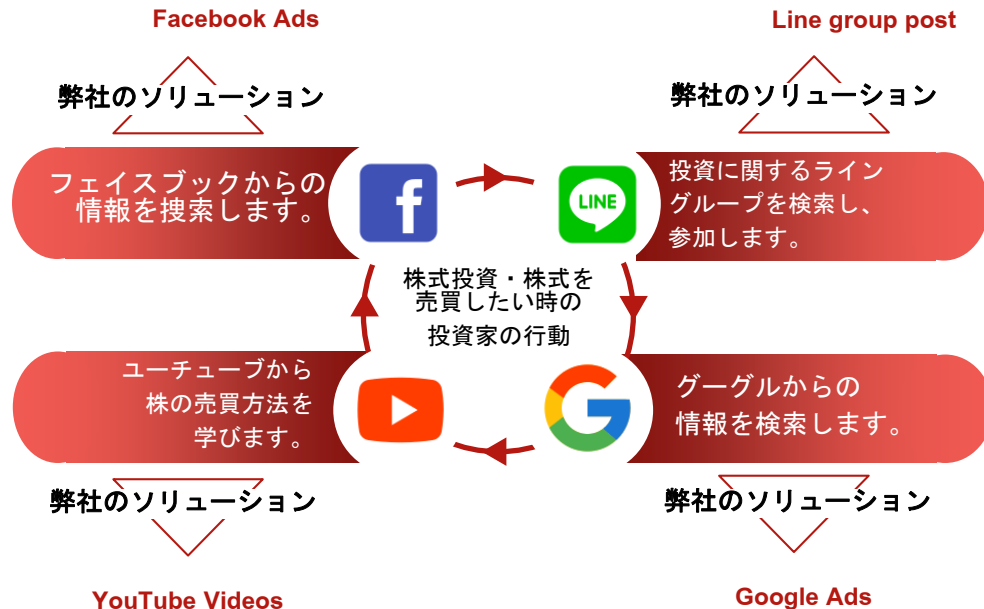 Facebook Ads
弊社のソリューション
フェイスブックからの
情報を捜索します。
Line group post
弊社のソリューション
LINE
投資に関するライン
グループを検索し、
参加します。
株式投資・株式を
売買したい時の
投資家の行動
ユーチューブから
株の売買方法を
学びます。
弊社のソリューション
YouTube Videos
グーグルからの
情報を検索します。
弊社のソリューション
Google Ads